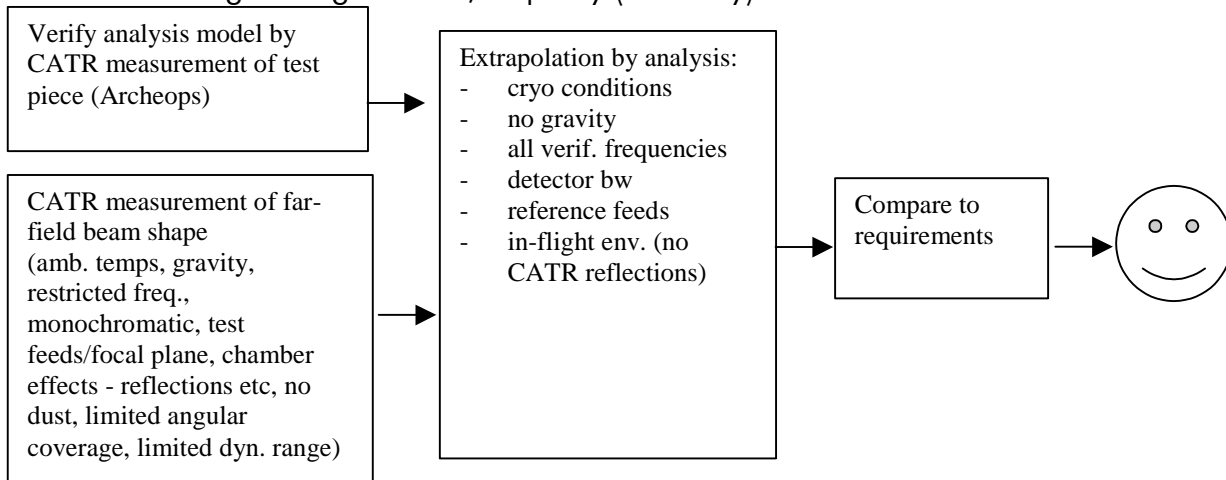 Verify analysis model by
CATR measurement of test
piece (Archeops)
CATR measurement of far-
field beam shape
(amb. temps, gravity,
restricted freq.,
monochromatic, test
feeds/focal plane, chamber
effects - reflections etc, no
dust, limited angular
coverage, limited dyn. range)
Extrapolation by analysis:
- cryo conditions
- no gravity
- all verif. frequencies
- detector bw
- reference feeds
- in-flight env. (no
CATR reflections)
Compare to
requirements